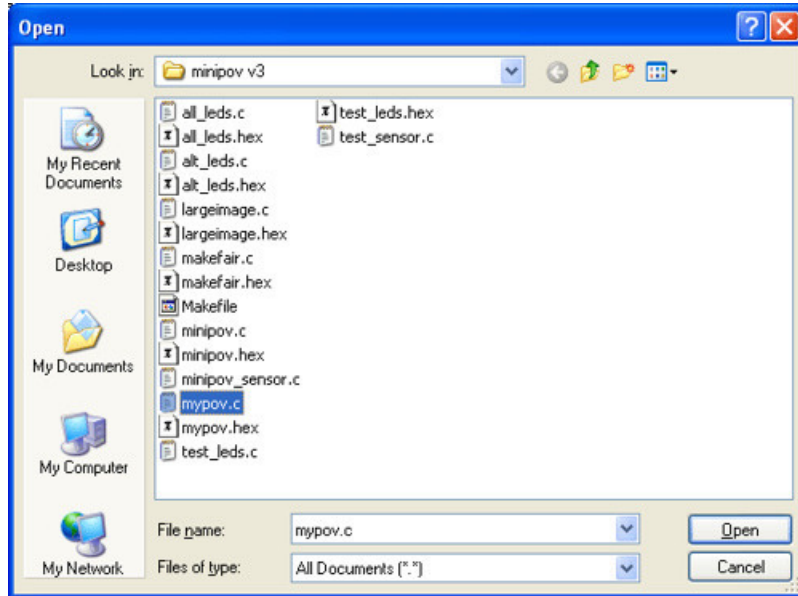 Open
Look in:
minipov v3
My Recent
Documents
Desktop
My Documents
My Computer
My Network
all_leds.c
all_leds.hex
alt_leds.c
alt_leds.hex
largeimage.c
largeimage.hex
makefair.c
makefair.hex
Makefile
minipov.c
minipov.hex
minipov_sensor.c
mypov.c
mypov.hex
test_leds.c
test_leds.hex
test_sensor.c
File name:
mypov.c
Open
Files of type:
All Documents (*.*)
Cancel